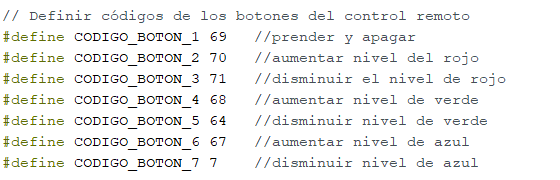 // Definir códigos de los botones del control remoto
#define CODIGO_BOTON_1 69 //prender y apagar
#define CODIGO_BOTON_2 70 //aumentar nivel del rojo
#define CODIGO_BOTON_3 71 //disminuir el nivel de rojo
#define CODIGO_BOTON_4 68 //aumentar nivel de verde
#define CODIGO_BOTON_5 64 //disminuir nivel de verde
#define CODIGO_BOTON_6 67 //aumentar nivel de azul
#define CODIGO_BOTON_7 7 //disminuir nivel de azul